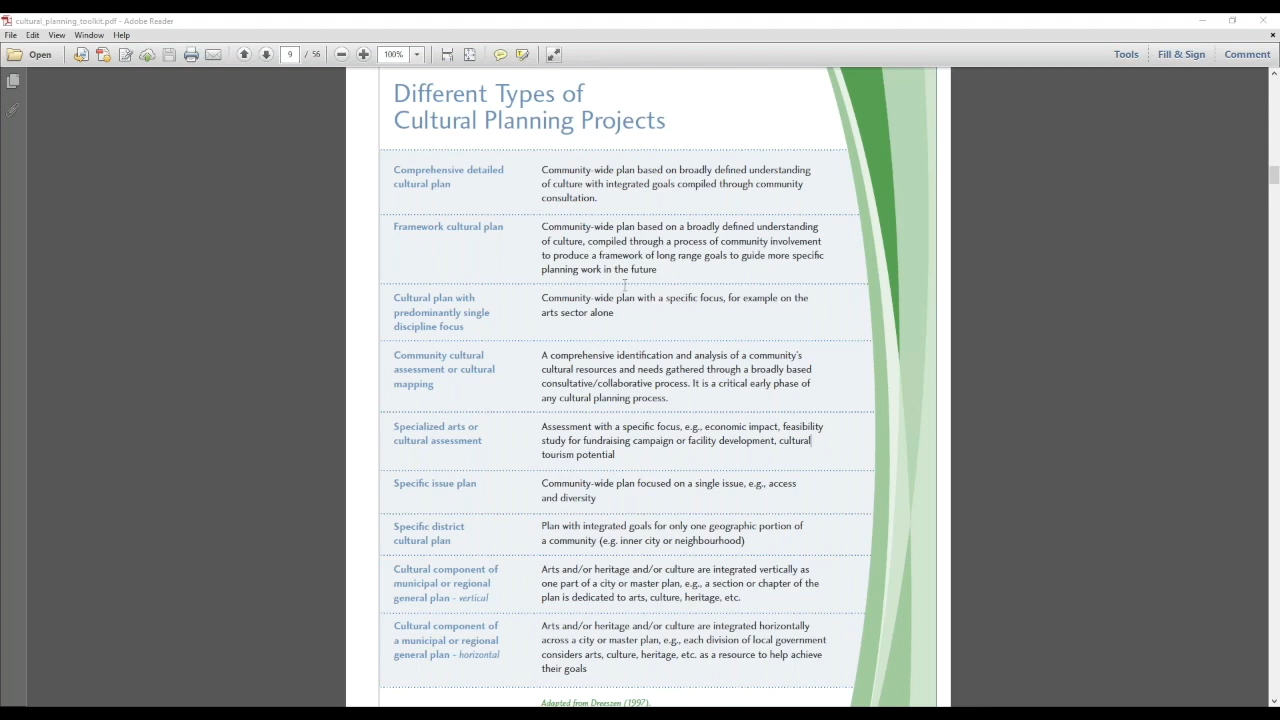 cultural_planning_toolkit.pdf - Adobe Reader
File Edit View Window Help
Open 9 / 56 100% Tools Fill & Sign Comment
Different Types of
Cultural Planning Projects
Comprehensive detailed
cultural plan
Community-wide plan based on broadly defined understanding
of culture with integrated goals compiled through community
consultation.
Framework cultural plan
Community-wide plan based on a broadly defined understanding
of culture, compiled through a process of community involvement
to produce a framework of long range goals to guide more specific
planning work in the future
Cultural plan with
predominantly single
discipline focus
Community-wide plan with a specific focus, for example on the
arts sector alone
Community cultural
assessment or cultural
mapping
A comprehensive identification and analysis of a community's
cultural resources and needs gathered through a broadly based
consultative/collaborative process. It is a critical early phase of
any cultural planning process.
Specialized arts or
cultural assessment
Assessment with a specific focus, e.g., economic impact, feasibility
study for fundraising campaign or facility development, cultural
tourism potential
Specific issue plan
Community-wide plan focused on a single issue, e.g., access
and diversity
Specific district
cultural plan
Plan with integrated goals for only one geographic portion of
a community (e.g. inner city or neighbourhood)
Cultural component of
municipal or regional
general plan - vertical
Arts and/or heritage and/or culture are integrated vertically as
one part of a city or master plan, e.g., a section or chapter of the
plan is dedicated to arts, culture, heritage, etc.
Cultural component of
a municipal or regional
general plan - horizontal
Arts and/or heritage and/or culture are integrated horizontally
across a city or master plan, e.g., each division of local government
considers arts, culture, heritage, etc. as a resource to help achieve
their goals
Adapted from Dreeszen (1997).